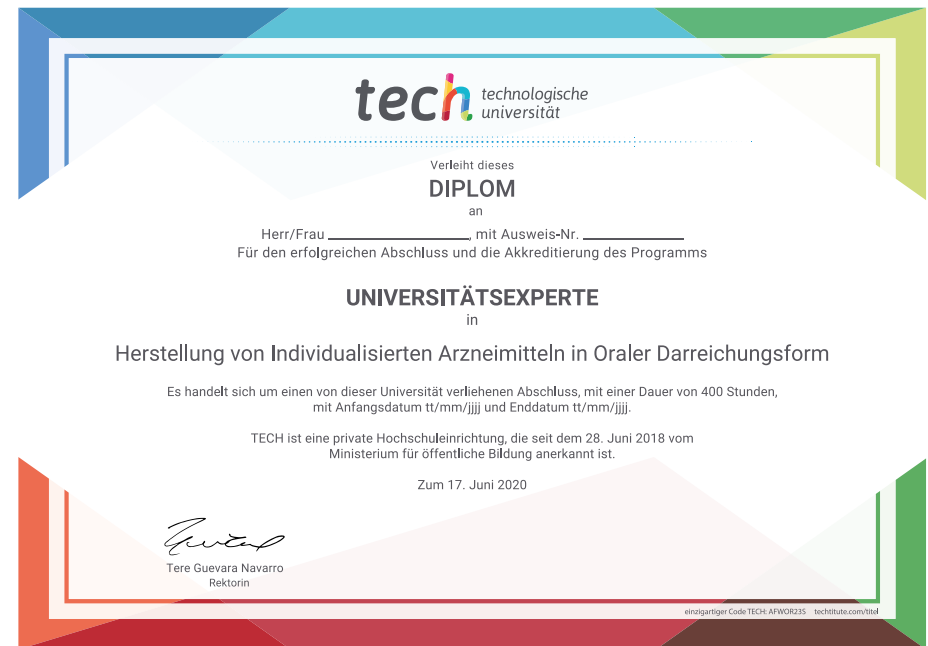 tech technologische
universität
Verleiht dieses
DIPLOM
an
Herr/Frau ____________, mit Ausweis-Nr. ____________
Für den erfolgreichen Abschluss und die Akkreditierung des Programms
UNIVERSITÄTSEXPERTE
in
Herstellung von Individualisierten Arzneimitteln in Oraler Darreichungsform
Es handelt sich um einen von dieser Universität verliehenen Abschluss, mit einer Dauer von 400 Stunden,
mit Anfangsdatum tt/mm/jjjj und Enddatum tt/mm/jjjj.
TECH ist eine private Hochschuleinrichtung, die seit dem 28. Juni 2018 vom
Ministerium für öffentliche Bildung anerkannt ist.
Zum 17. Juni 2020
Tere Guevara Navarro
Rektorin
einzigartiger Code TECH: AFWOR23S techtitute.com/titel